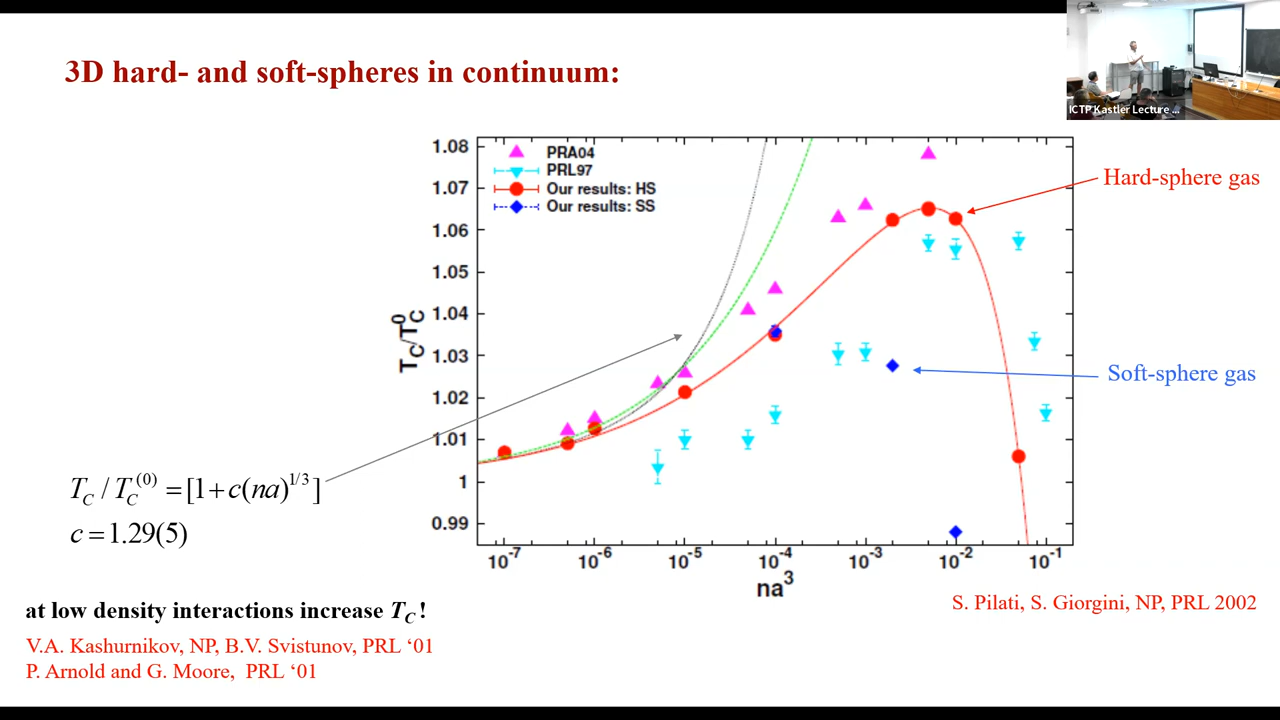 3D hard- and soft-spheres in continuum:
ICTP Kastler Lecture ...
PRA04
PRL97
Our results: HS
Our results: SS
1.08
1.07
1.06
1.05
1.04
1.03
1.02
1.01
1
0.99
T_C/T_C^0
10^-7 10^-6 10^-5 10^-4 10^-3 10^-2 10^-1
na^3
Hard-sphere gas
Soft-sphere gas
T_C / T_C^(0) = [1+c(na)^1/3]
c = 1.29(5)
at low density interactions increase T_C!
V.A. Kashurnikov, NP, B.V. Svistunov, PRL ‘01
P. Arnold and G. Moore, PRL ‘01
S. Pilati, S. Giorgini, NP, PRL 2002